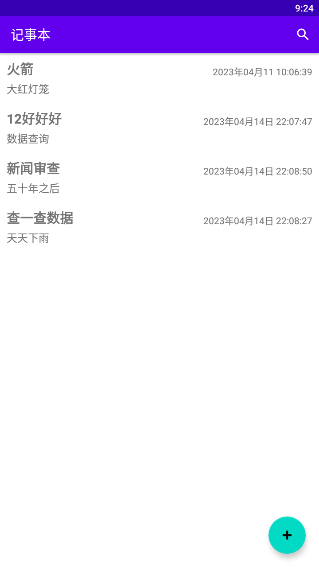 9:24
记事本
火箭
2023年04月11 10:06:39
大红灯笼
12好好好
2023年04月14日 22:07:47
数据查询
新闻审查
2023年04月14日 22:08:50
五十年之后
查一查数据
2023年04月14日 22:08:27
天天下雨
+